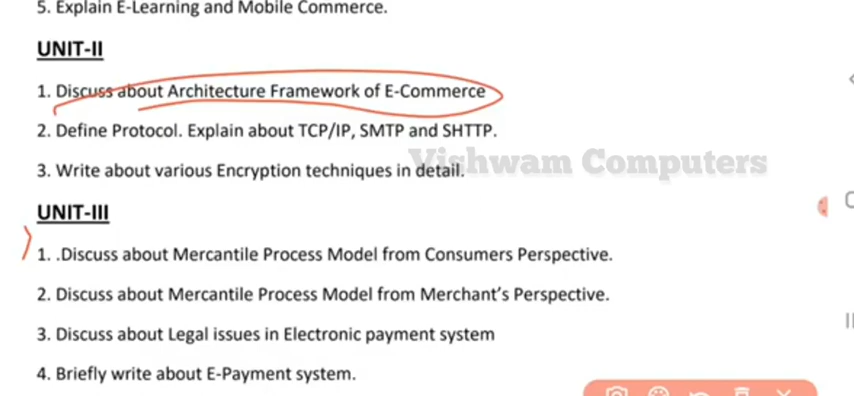 5. Explain E-Learning and Mobile Commerce.
UNIT-II
1. Discuss about Architecture Framework of E-Commerce
2. Define Protocol. Explain about TCP/IP, SMTP and SHTTP.
3. Write about various Encryption techniques in detail.
Vishwam Computers
UNIT-III
1. .Discuss about Mercantile Process Model from Consumers Perspective.
2. Discuss about Mercantile Process Model from Merchant's Perspective.
3. Discuss about Legal issues in Electronic payment system
4. Briefly write about E-Payment system.